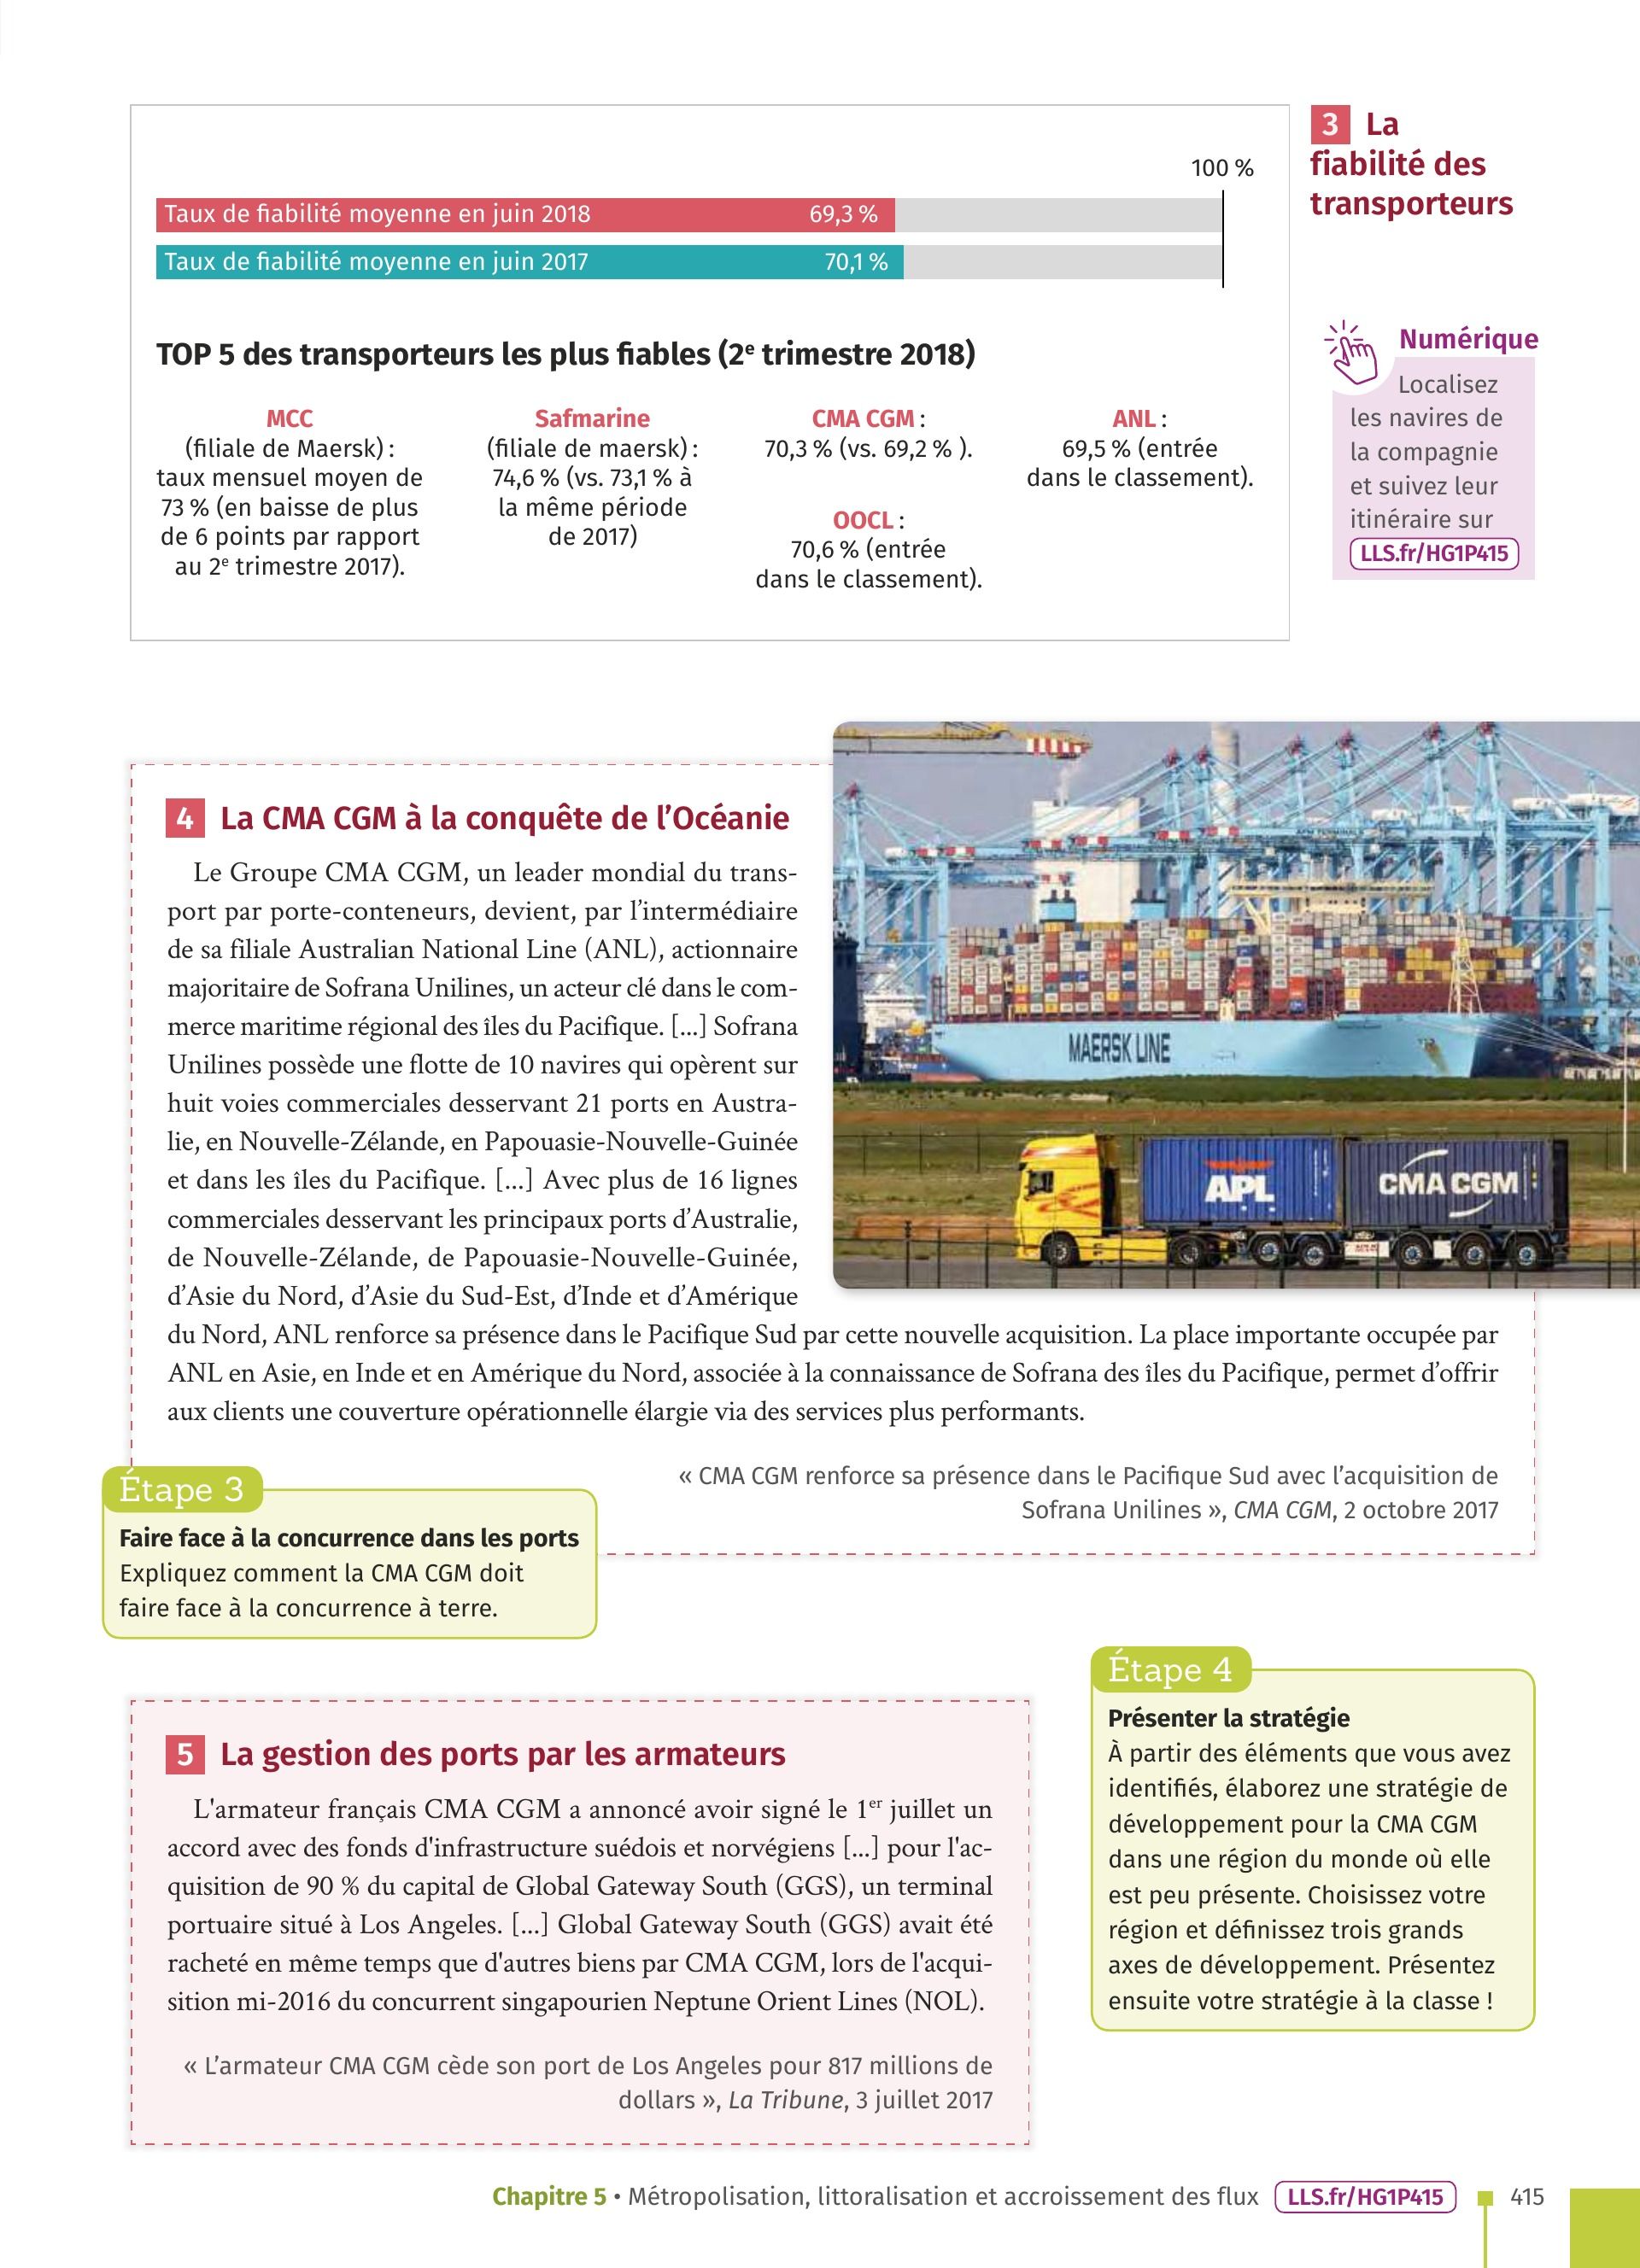 100 %
Taux de fiabilité moyenne en juin 2018 69,3 %
Taux de fiabilité moyenne en juin 2017 70,1 %
TOP 5 des transporteurs les plus fiables (2e trimestre 2018)
MCC
(filiale de Maersk) :
taux mensuel moyen de
73 % (en baisse de plus
de 6 points par rapport
au 2e trimestre 2017).
Safmarine
(filiale de maersk) :
74,6 % (vs. 73,1 % à
la même période
de 2017)
CMA CGM :
70,3 % (vs. 69,2 % ).
OOCL :
70,6 % (entrée
dans le classement).
ANL :
69,5 % (entrée
dans le classement).
3 La
fiabilité des
transporteurs
Numérique
Localisez
les navires de
la compagnie
et suivez leur
itinéraire sur
LLS.fr/HG1P415
4 La CMA CGM à la conquête de l’Océanie
Le Groupe CMA CGM, un leader mondial du trans-
port par porte-conteneurs, devient, par l’intermédiaire
de sa filiale Australian National Line (ANL), actionnaire
majoritaire de Sofrana Unilines, un acteur clé dans le com-
merce maritime régional des îles du Pacifique. [...] Sofrana
Unilines possède une flotte de 10 navires qui opèrent sur
huit voies commerciales desservant 21 ports en Austra-
lie, en Nouvelle-Zélande, en Papouasie-Nouvelle-Guinée
et dans les îles du Pacifique. [...] Avec plus de 16 lignes
commerciales desservant les principaux ports d’Australie,
de Nouvelle-Zélande, de Papouasie-Nouvelle-Guinée,
d’Asie du Nord, d’Asie du Sud-Est, d’Inde et d’Amérique
du Nord, ANL renforce sa présence dans le Pacifique Sud par cette nouvelle acquisition. La place importante occupée par
ANL en Asie, en Inde et en Amérique du Nord, associée à la connaissance de Sofrana des îles du Pacifique, permet d’offrir
aux clients une couverture opérationnelle élargie via des services plus performants.
« CMA CGM renforce sa présence dans le Pacifique Sud avec l’acquisition de
Sofrana Unilines », CMA CGM, 2 octobre 2017
APM TERMINALS
MAERSK LINE
APL
CMA CGM
Étape 3
Faire face à la concurrence dans les ports
Expliquez comment la CMA CGM doit
faire face à la concurrence à terre.
5 La gestion des ports par les armateurs
L'armateur français CMA CGM a annoncé avoir signé le 1er juillet un
accord avec des fonds d'infrastructure suédois et norvégiens [...] pour l'ac-
quisition de 90 % du capital de Global Gateway South (GGS), un terminal
portuaire situé à Los Angeles. [...] Global Gateway South (GGS) avait été
racheté en même temps que d'autres biens par CMA CGM, lors de l'acqui-
sition mi-2016 du concurrent singapourien Neptune Orient Lines (NOL).
« L’armateur CMA CGM cède son port de Los Angeles pour 817 millions de
dollars », La Tribune, 3 juillet 2017
Étape 4
Présenter la stratégie
À partir des éléments que vous avez
identifiés, élaborez une stratégie de
développement pour la CMA CGM
dans une région du monde où elle
est peu présente. Choisissez votre
région et définissez trois grands
axes de développement. Présentez
ensuite votre stratégie à la classe !
Chapitre 5 • Métropolisation, littoralisation et accroissement des flux LLS.fr/HG1P415 415